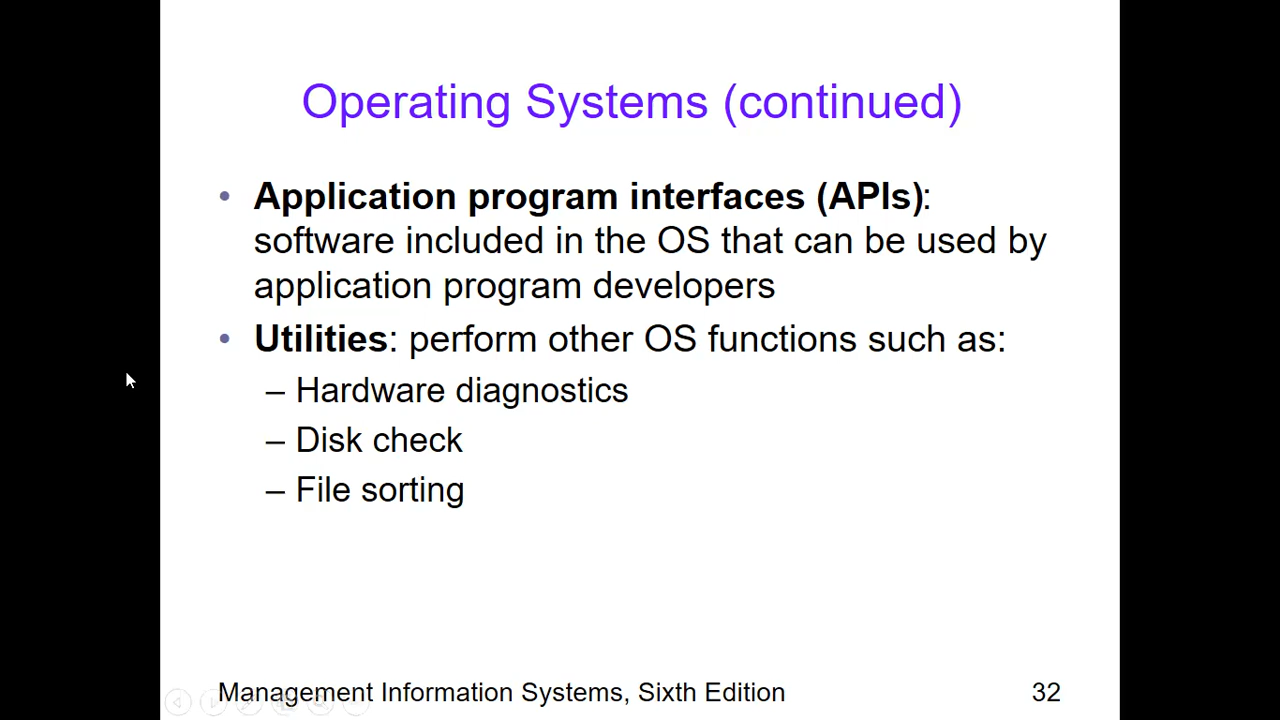 Operating Systems (continued)
• Application program interfaces (APIs):
software included in the OS that can be used by
application program developers
• Utilities: perform other OS functions such as:
– Hardware diagnostics
– Disk check
– File sorting
Management Information Systems, Sixth Edition 32